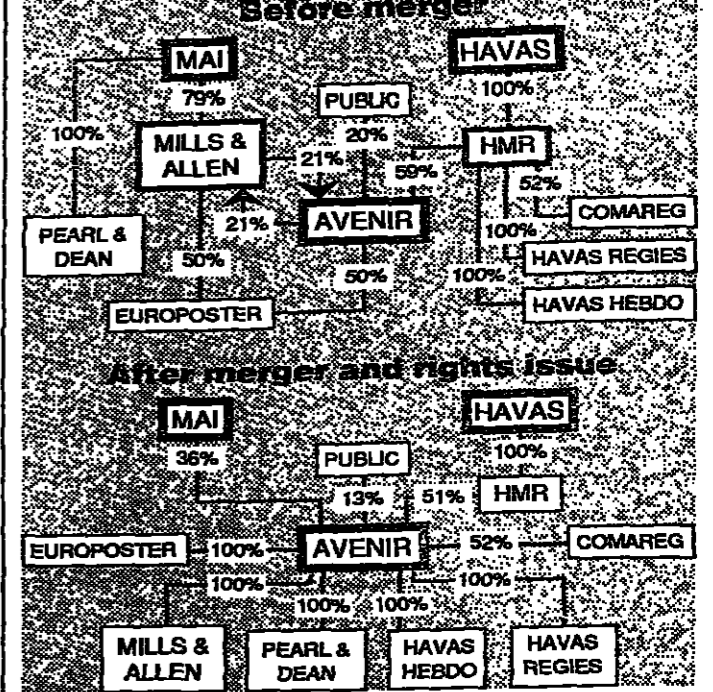 Before merger
MAI
HAVAS
79%
100%
PUBLIC
100%
20%
MILLS &
ALLEN
HMR
21%
59%
52%
21%
AVENIR
COMAREG
PEARL &
DEAN
100%
50%
50%
HAVAS REGIES
100%
EUROPOSTER
HAVAS HEBDO
After merger and rights issue
MAI
HAVAS
36%
100%
PUBLIC
13%
51%
HMR
EUROPOSTER
100%
AVENIR
52%
COMAREG
100%
100%
100%
100%
MILLS &
ALLEN
PEARL &
DEAN
HAVAS
HEBDO
HAVAS
REGIES